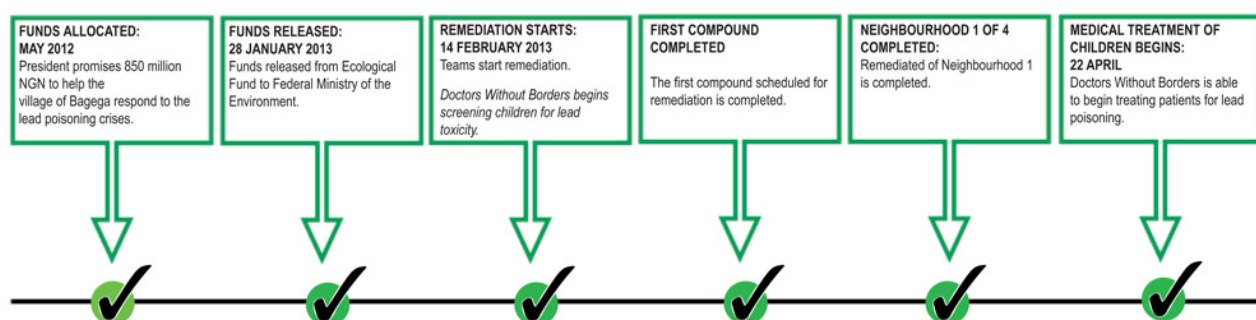 FUNDS ALLOCATED:
MAY 2012
President promises 850 million
NGN to help the
village of Bagega respond to the
lead poisoning crises.
FUNDS RELEASED:
28 JANUARY 2013
Funds released from Ecological
Fund to Federal Ministry of the
Environment.
REMEDIATION STARTS:
14 FEBRUARY 2013
Teams start remediation.
Doctors Without Borders begins
screening children for lead
toxicity.
FIRST COMPOUND
COMPLETED
The first compound scheduled for
remediation is completed.
NEIGHBOURHOOD 1 OF 4
COMPLETED:
Remediated of Neighbourhood 1
is completed.
MEDICAL TREATMENT OF
CHILDREN BEGINS:
22 APRIL
Doctors Without Borders is able
to begin treating patients for lead
poisoning.